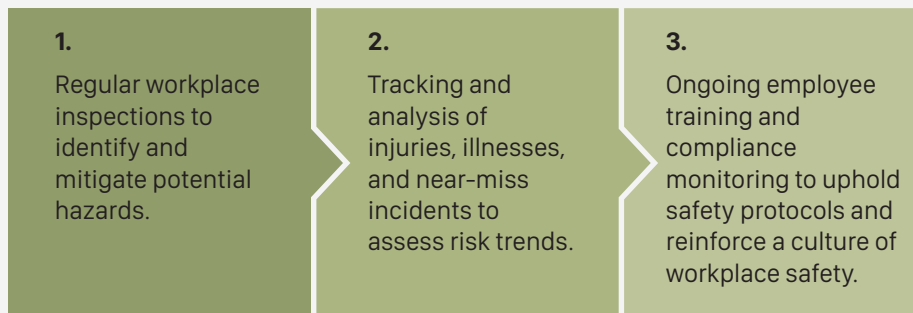 1.
Regular workplace
inspections to
identify and
mitigate potential
hazards.
2.
Tracking and
analysis of
injuries, illnesses,
and near-miss
incidents to
assess risk trends.
3.
Ongoing employee
training and
compliance
monitoring to uphold
safety protocols and
reinforce a culture of
workplace safety.